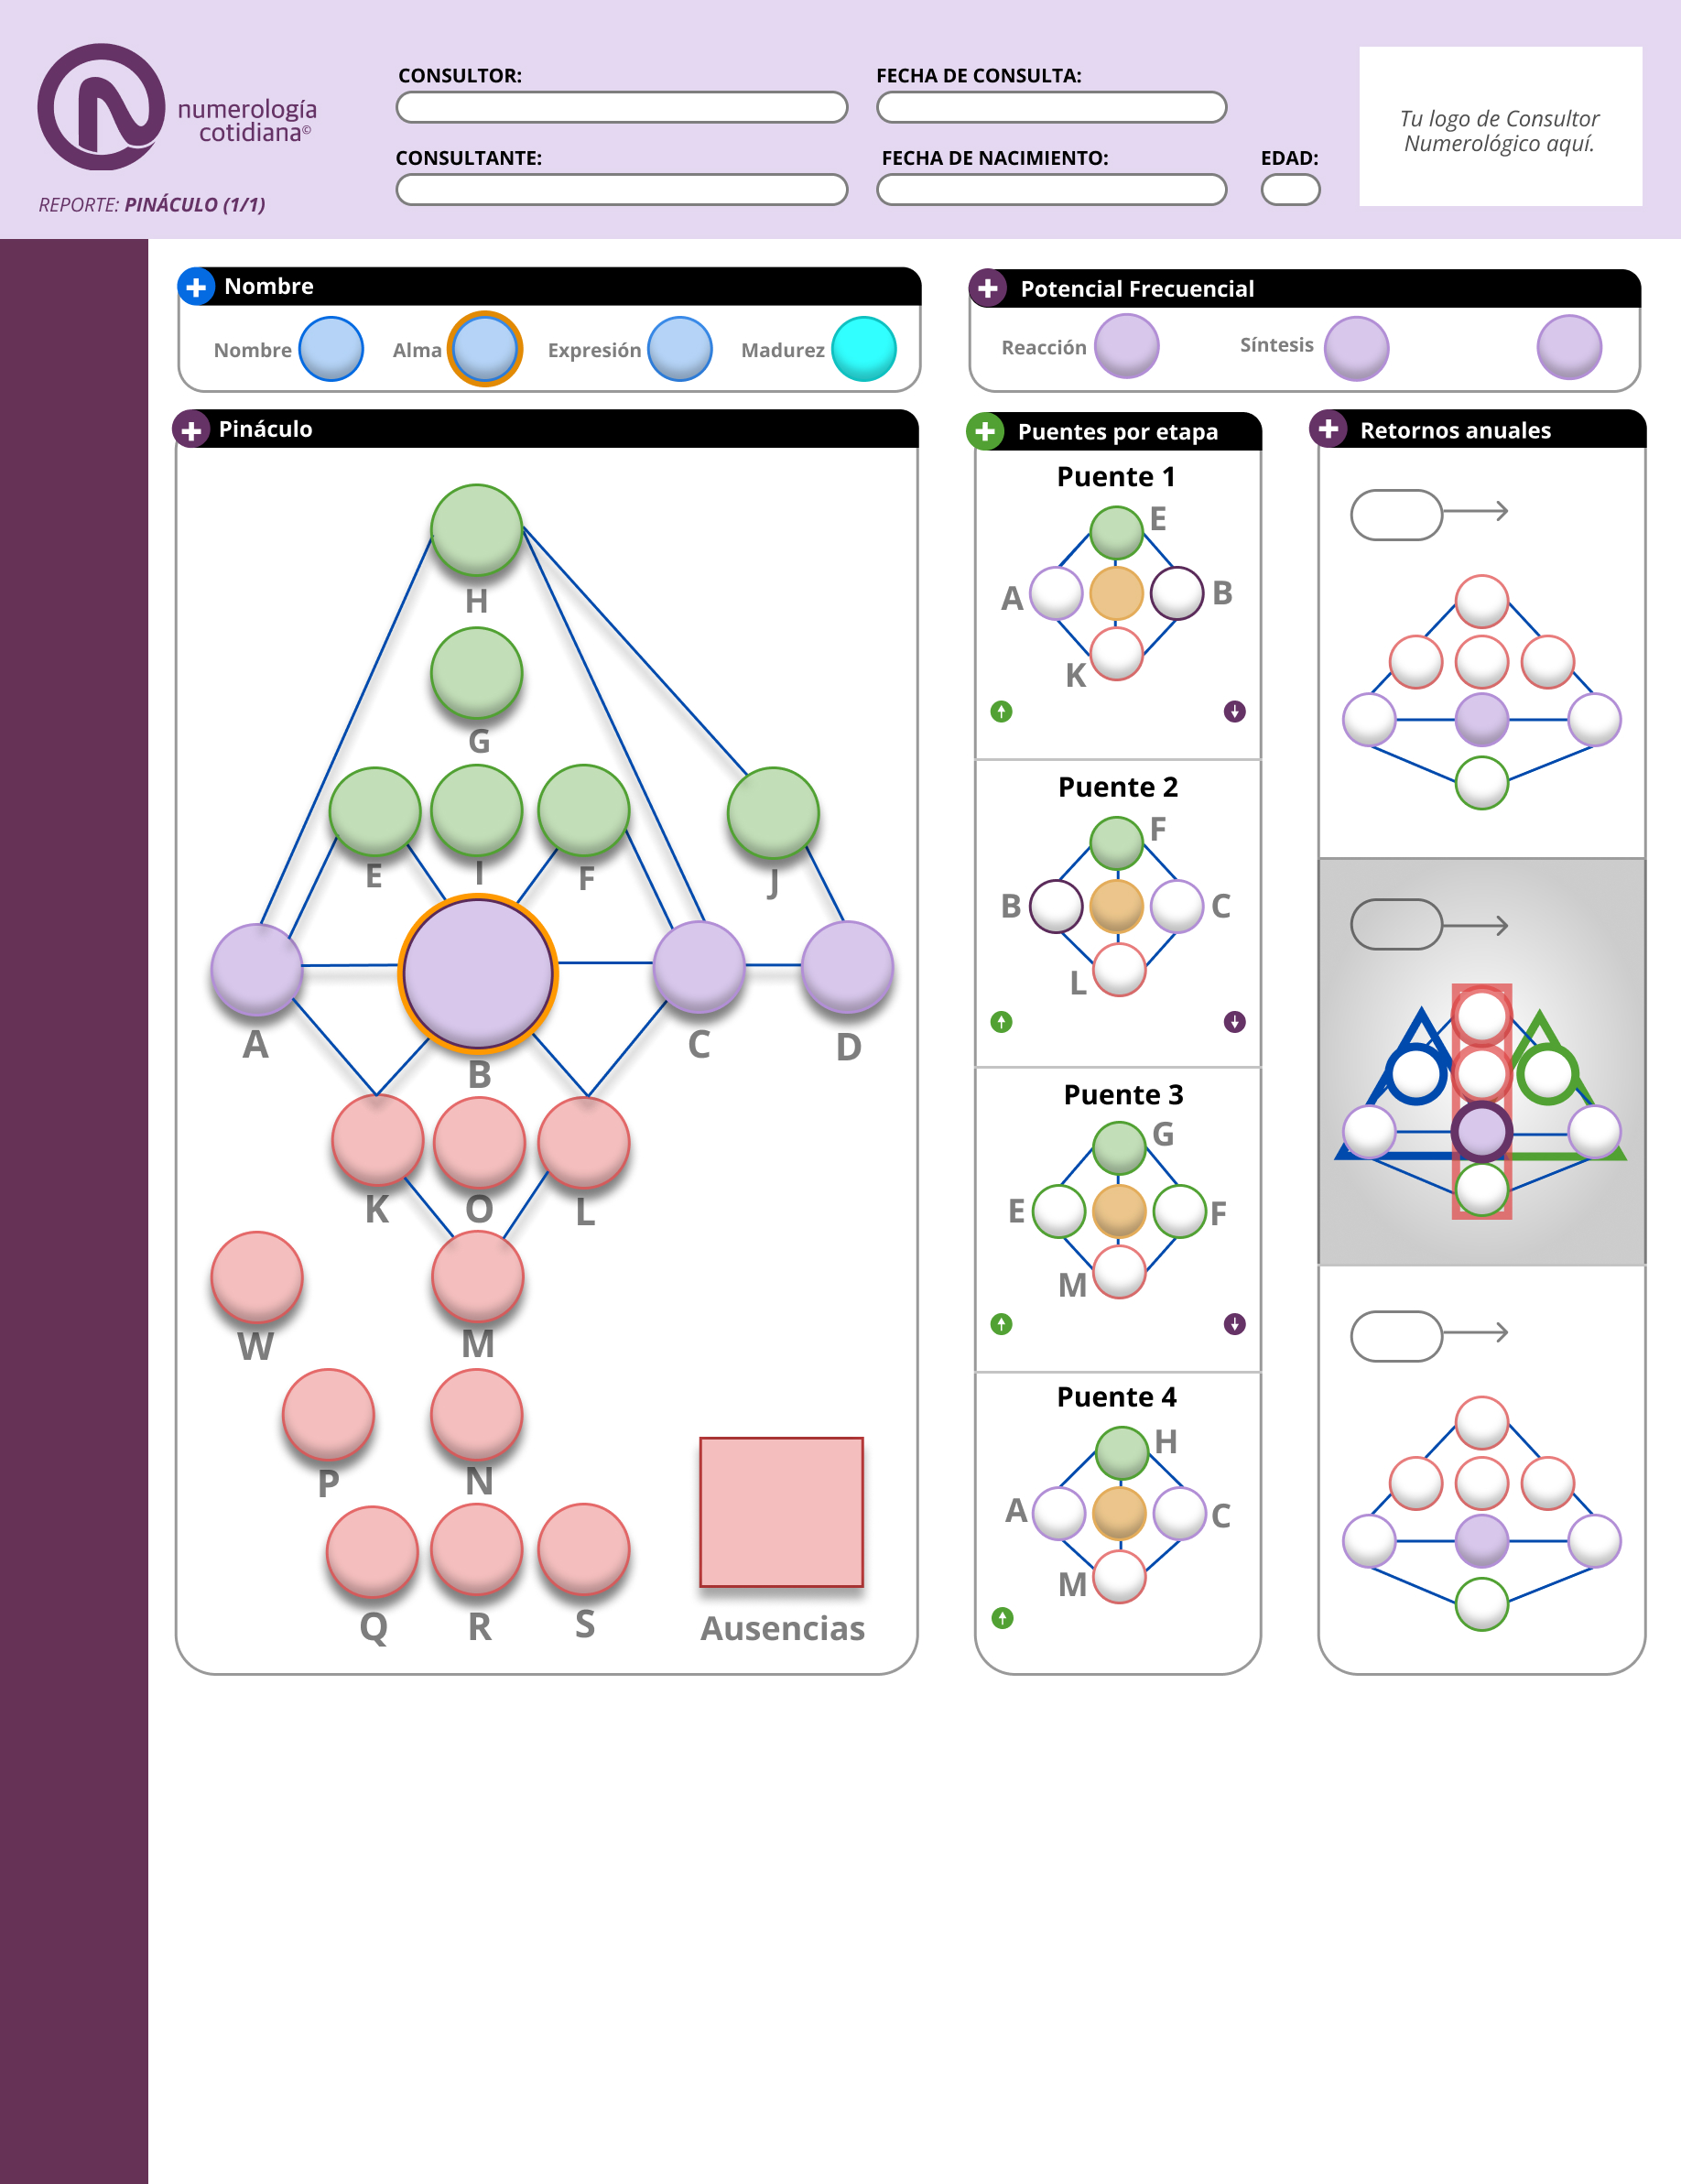 numerología
cotidiana©
REPORTE: PINÁCULO (1/1)
CONSULTOR:
FECHA DE CONSULTA:
CONSULTANTE:
FECHA DE NACIMIENTO:
EDAD:
Tu logo de Consultor
Numerológico aquí.
Nombre
Nombre
Alma
Expresión
Madurez
Potencial Frecuencial
Reacción
Síntesis
Pináculo
H
G
E
I
F
J
A
B
C
D
K
O
L
W
M
P
N
Q
R
S
Ausencias
Puentes por etapa
Puente 1
E
A
B
K
Puente 2
F
B
C
L
Puente 3
G
E
F
M
Puente 4
H
A
C
M
Retornos anuales